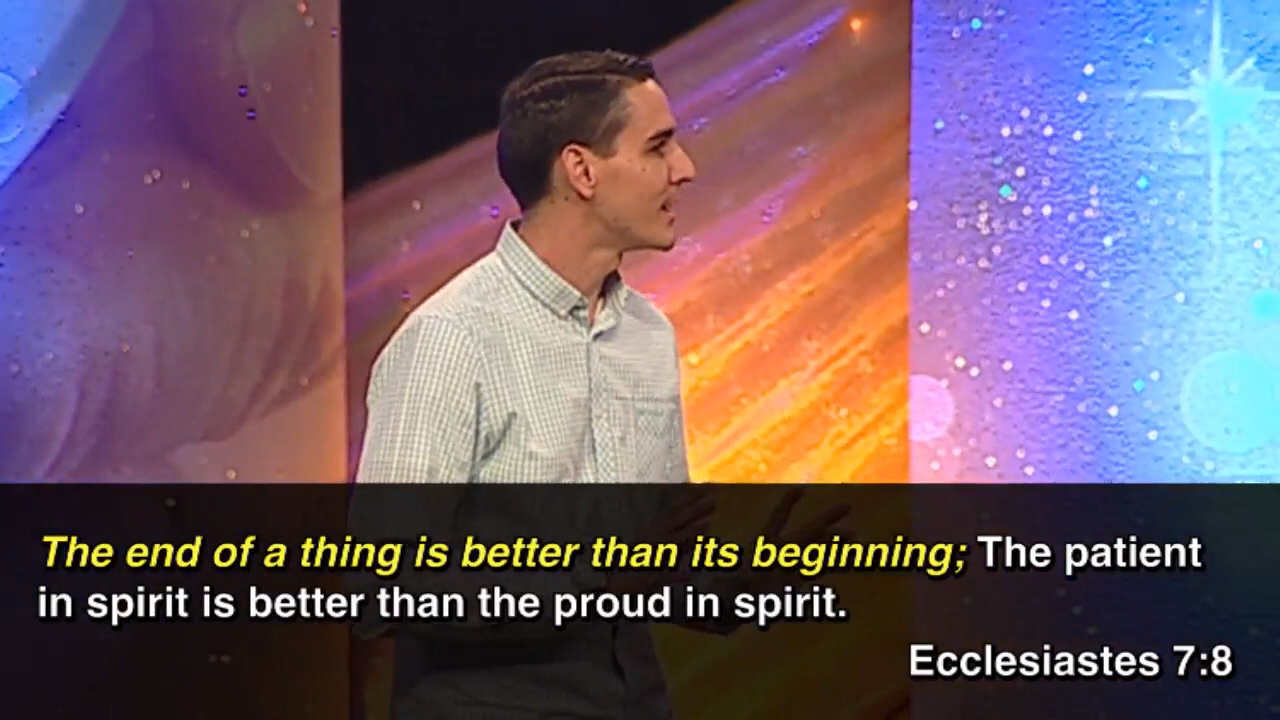 The end of a thing is better than its beginning; The patient
in spirit is better than the proud in spirit.
Ecclesiastes 7:8